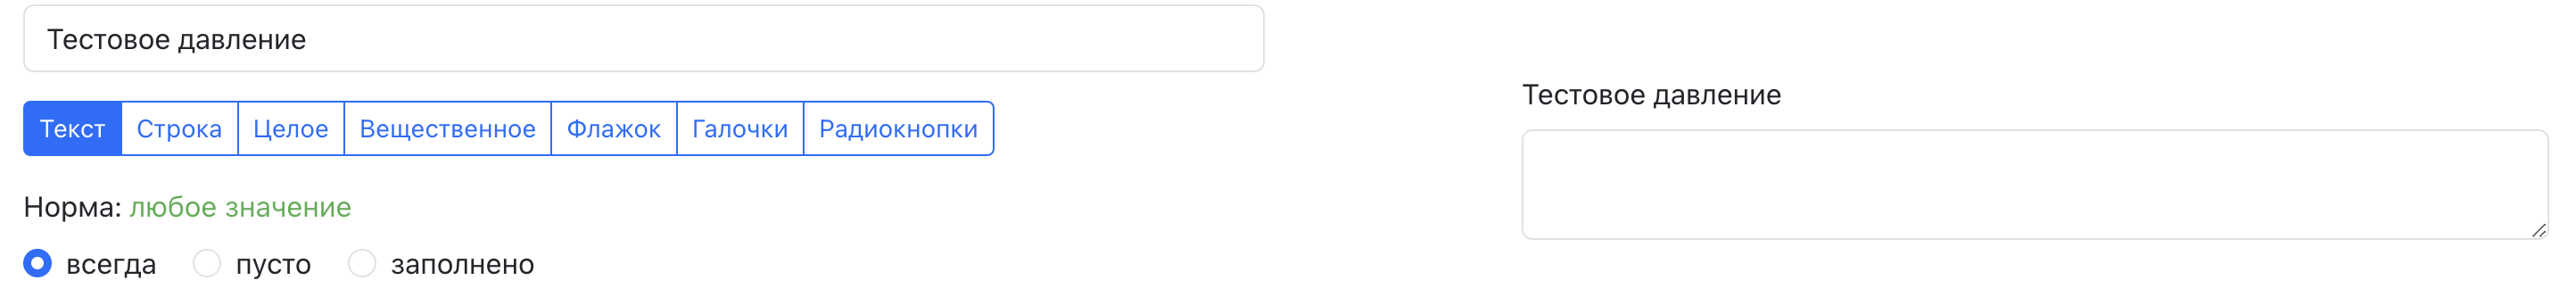 Тестовое давление
Текст Строка Целое Вещественное Флажок Галочки Радиокнопки
Норма: любое значение
всегда пусто заполнено
Тестовое давление